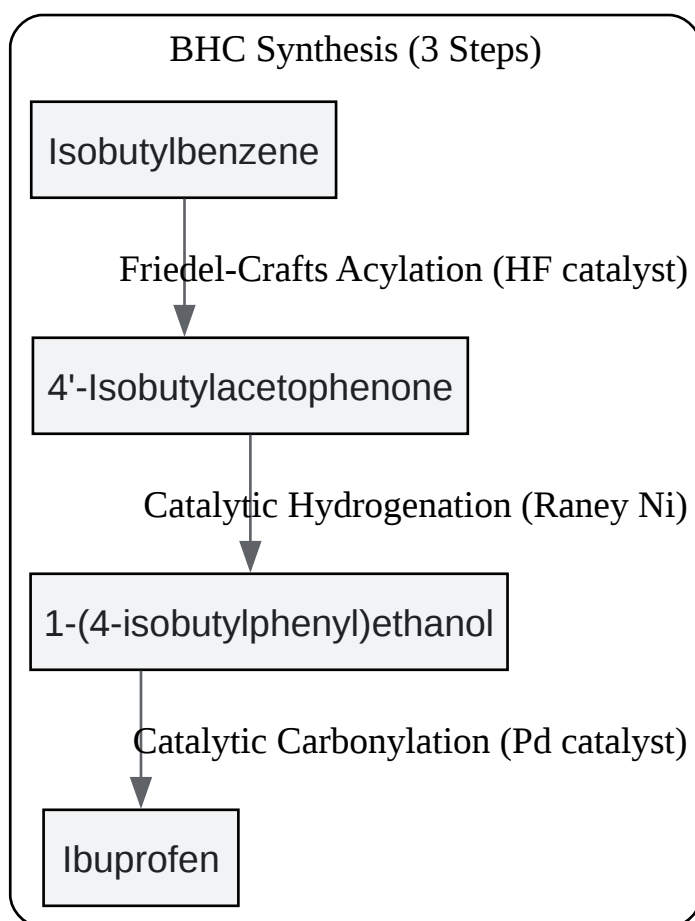 BHC Synthesis (3 Steps)
Isobutylbenzene
Friedel-Crafts Acylation (HF catalyst)
4'-Isobutylacetophenone
Catalytic Hydrogenation (Raney Ni)
1-(4-isobutylphenyl)ethanol
Catalytic Carbonylation (Pd catalyst)
Ibuprofen